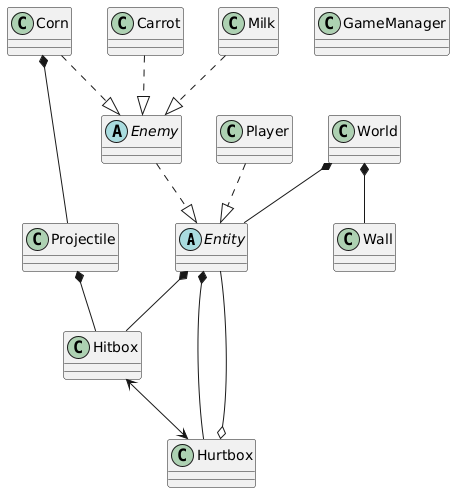 C Corn
C Carrot
C Milk
C GameManager
A Enemy
C Player
C World
C Projectile
A Entity
C Wall
C Hitbox
C Hurtbox